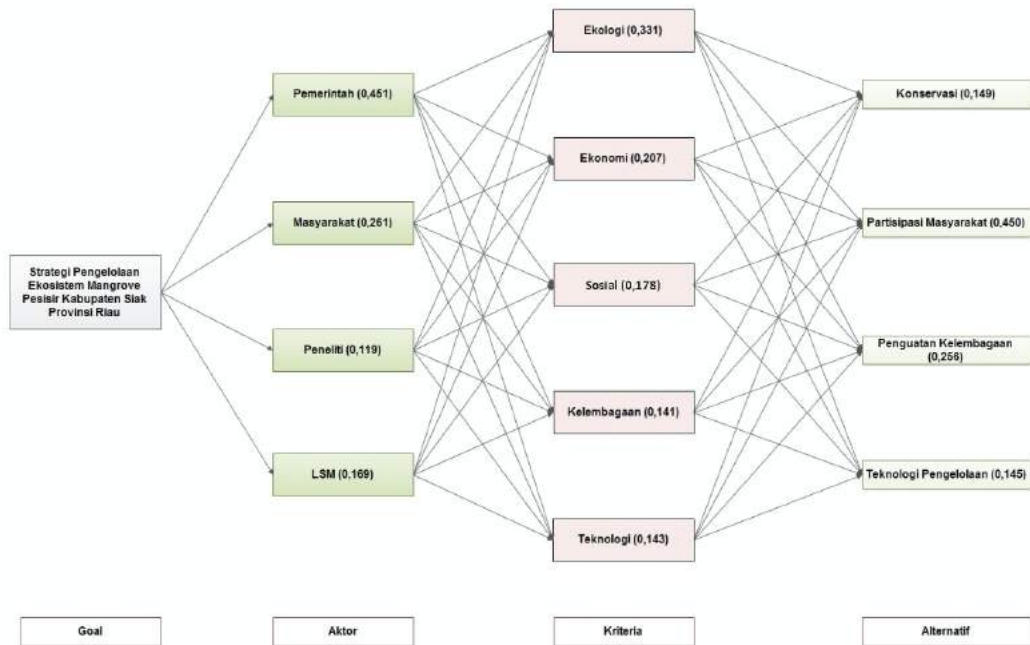 Strategi Pengelolaan
Ekosistem Mangrove
Pesisir Kabupaten Siak
Provinsi Riau
Pemerintah (0,451)
Masyarakat (0,261)
Peneliti (0,119)
LSM (0,169)
Ekologi (0,331)
Ekonomi (0,207)
Sosial (0,178)
Kelembagaan (0,141)
Teknologi (0,143)
Konservasi (0,149)
Partisipasi Masyarakat (0,450)
Penguatan Kelembagaan
(0,256)
Teknologi Pengelolaan (0,145)
Goal
Aktor
Kriteria
Alternatif